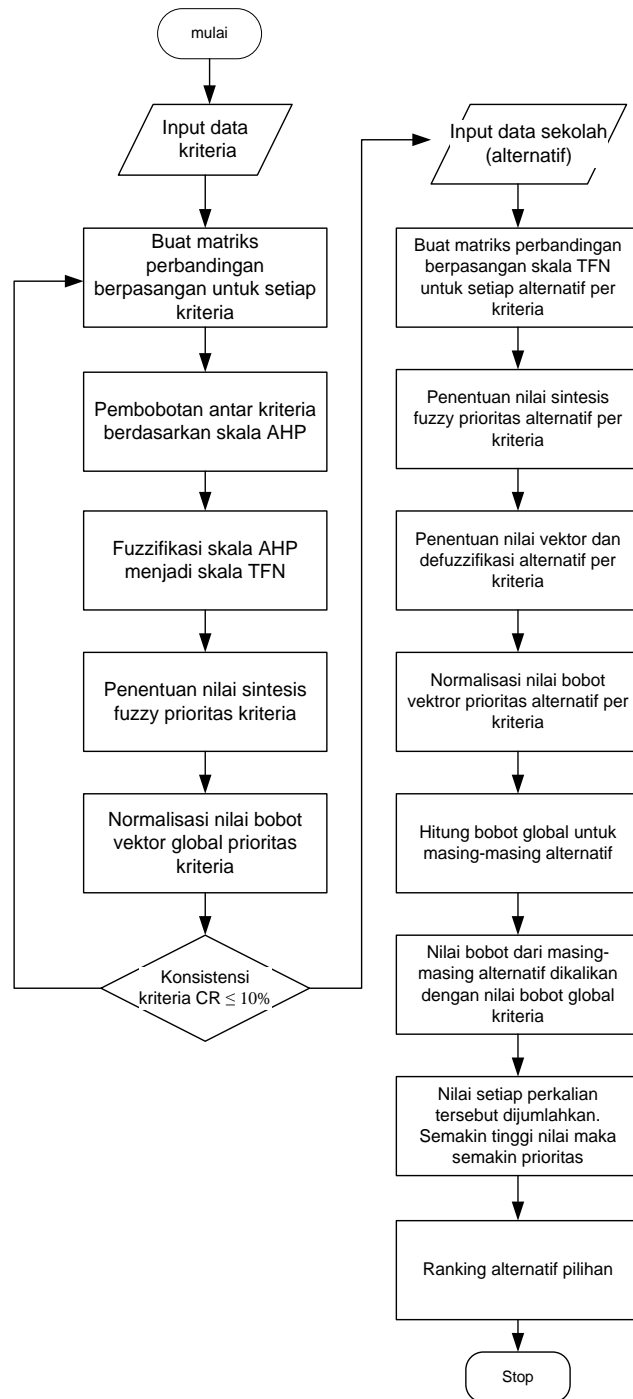 mulai
Input data
kriteria
Buat matriks
perbandingan
berpasangan untuk setiap
kriteria
Pembobotan antar kriteria
berdasarkan skala AHP
Fuzzifikasi skala AHP
menjadi skala TFN
Penentuan nilai sintesis
fuzzy prioritas kriteria
Normalisasi nilai bobot
vektor global prioritas
kriteria
Konsistensi
kriteria CR ≤ 10%
Input data sekolah
(alternatif)
Buat matriks perbandingan
berpasangan skala TFN
untuk setiap alternatif per
kriteria
Penentuan nilai sintesis
fuzzy prioritas alternatif per
kriteria
Penentuan nilai vektor dan
defuzzifikasi alternatif per
kriteria
Normalisasi nilai bobot
vektror prioritas alternatif per
kriteria
Hitung bobot global untuk
masing-masing alternatif
Nilai bobot dari masing-
masing alternatif dikalikan
dengan nilai bobot global
kriteria
Nilai setiap perkalian
tersebut dijumlahkan.
Semakin tinggi nilai maka
semakin prioritas
Ranking alternatif pilihan
Stop